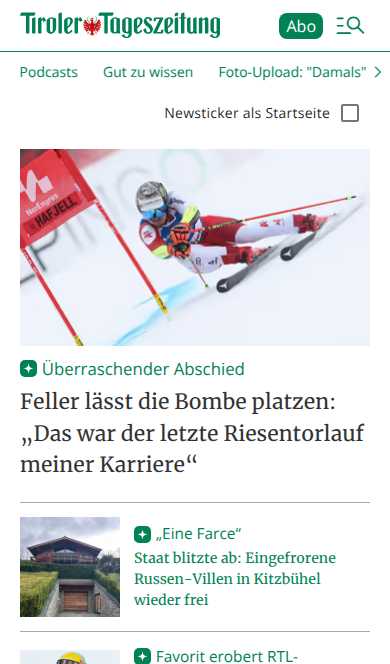 Tiroler Tageszeitung
Abo
Podcasts Gut zu wissen Foto-Upload: "Damals"
Newsticker als Startseite
HAFJELL
Überraschender Abschied
Feller lässt die Bombe platzen:
„Das war der letzte Riesentorlauf
meiner Karriere“
„Eine Farce“
Staat blitzte ab: Eingefrorene
Russen-Villen in Kitzbühel
wieder frei
Favorit erobert RTL-